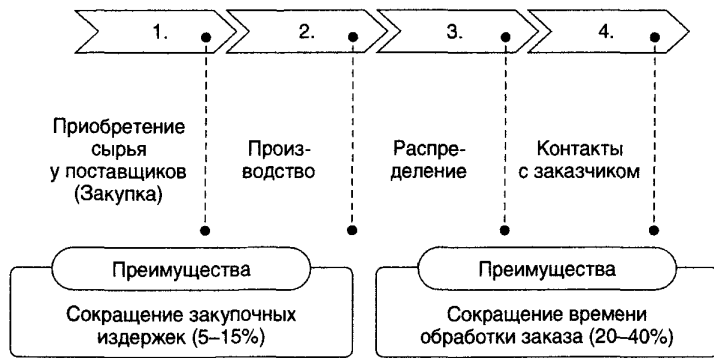 1.
2.
3.
4.
Приобретение
сырья
у поставщиков
(Закупка)
Произ-
водство
Распре-
деление
Контакты
с заказчиком
Преимущества
Сокращение закупочных
издержек (5–15%)
Преимущества
Сокращение времени
обработки заказа (20–40%)